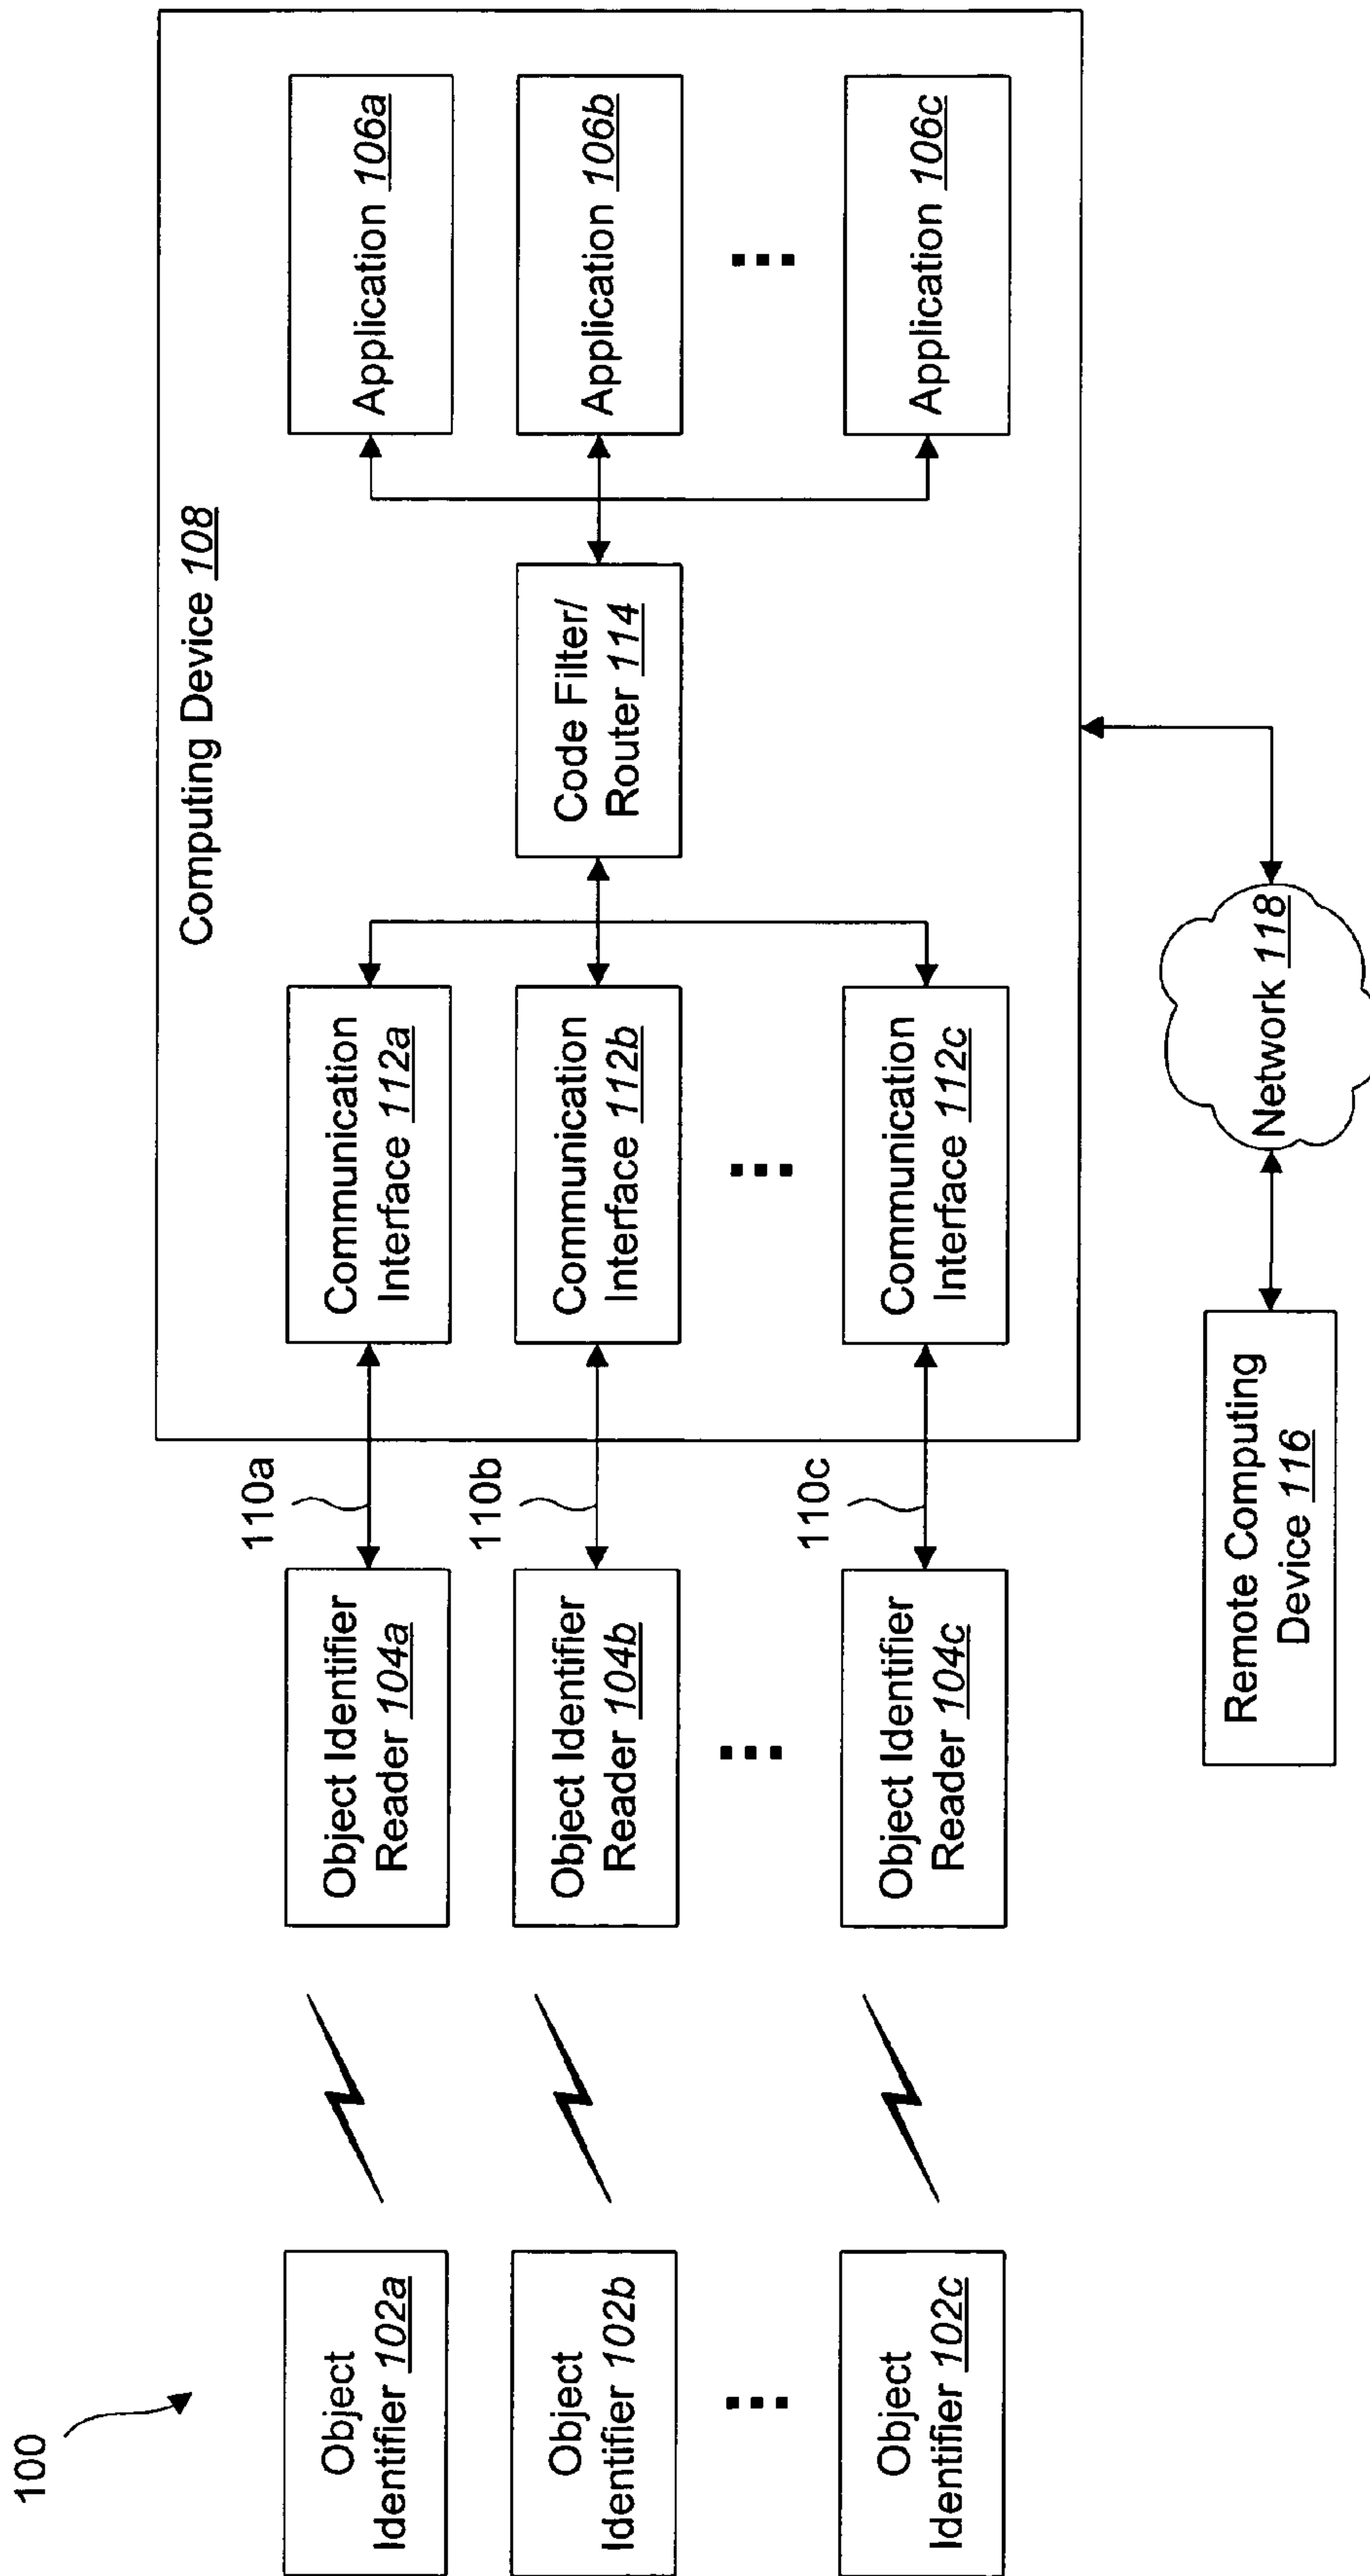 100
Object
Identifier 102a
Object
Identifier 102b
Object
Identifier 102c
Object Identifier
Reader 104a
Object Identifier
Reader 104b
Object Identifier
Reader 104c
110a
110b
110c
Computing Device 108
Communication
Interface 112a
Communication
Interface 112b
Communication
Interface 112c
Code Filter/
Router 114
Application 106a
Application 106b
Application 106c
Remote Computing
Device 116
Network 118